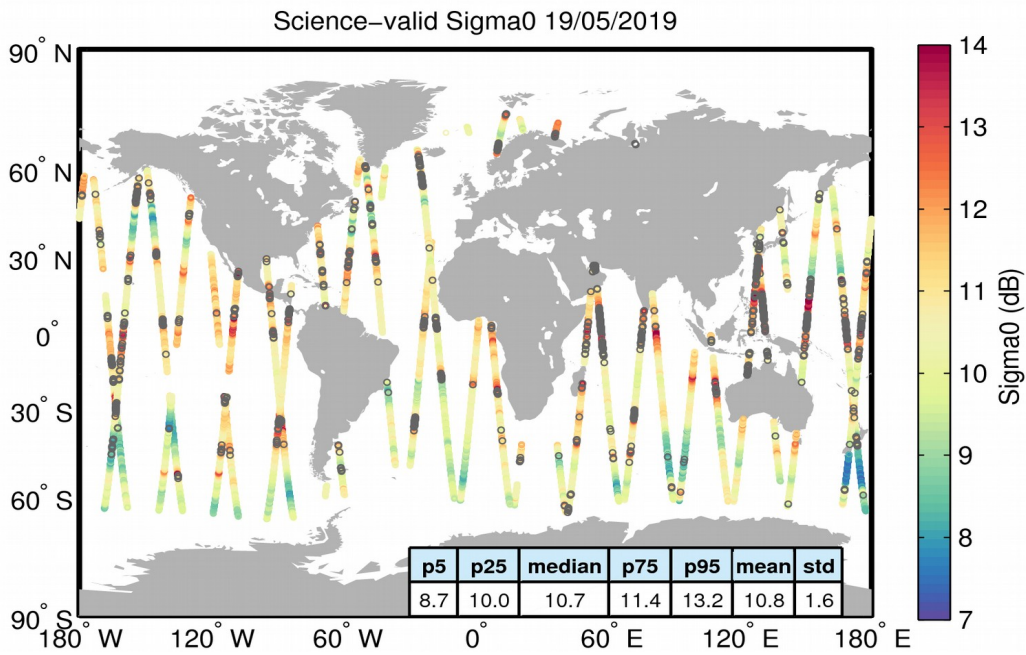 Science−valid Sigma0 19/05/2019
90° N
60° N
30° N
0°
30° S
60° S
90° S
180° W
120° W
60° W
0°
60° E
120° E
180° E
p5 p25 median p75 p95 mean std
8.7 10.0 10.7 11.4 13.2 10.8 1.6
14
13
12
11
10
9
8
7
Sigma0 (dB)